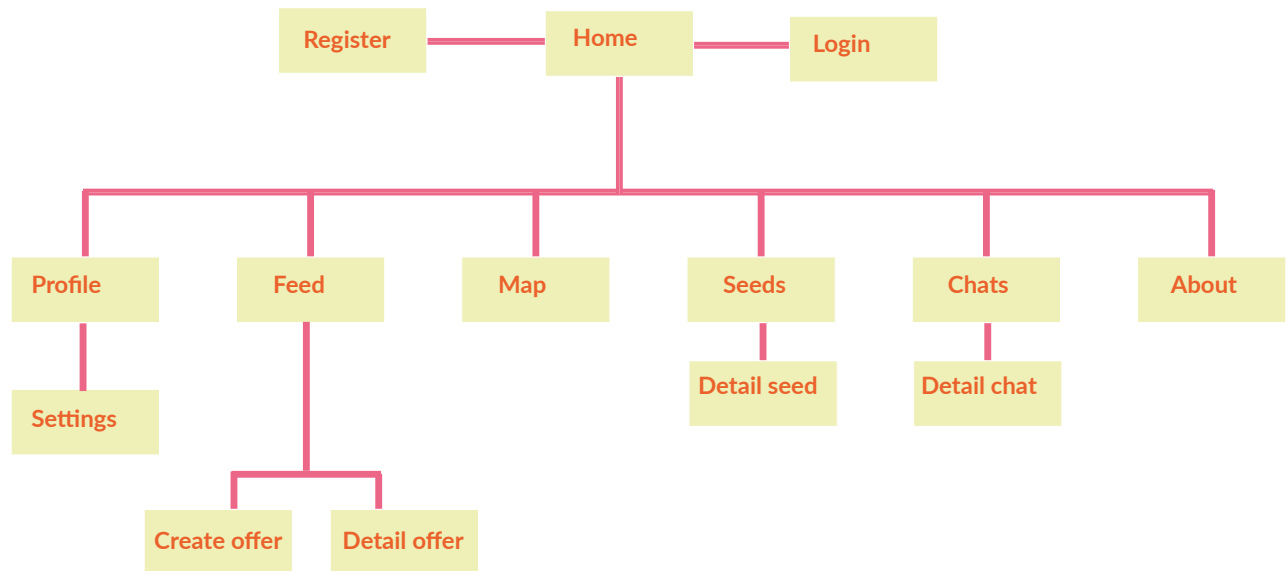 Register
Home
Login
Profile
Feed
Map
Seeds
Chats
About
Settings
Detail seed
Detail chat
Create offer
Detail offer